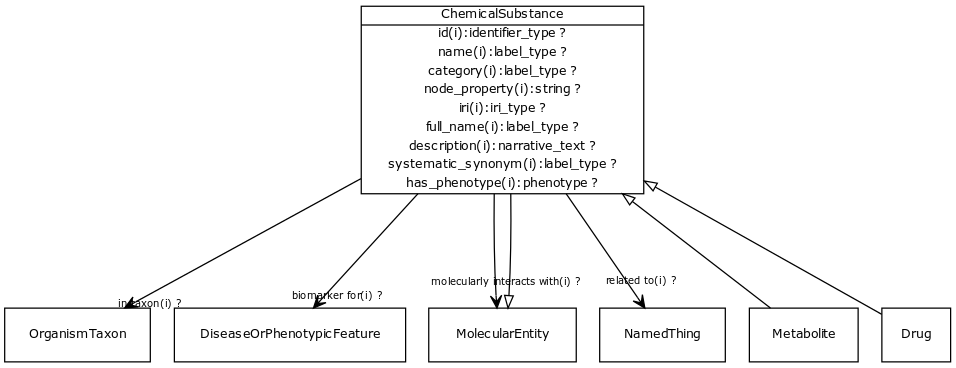 ChemicalSubstance
id(i):identifier_type ?
name(i):label_type ?
category(i):label_type ?
node_property(i):string ?
iri(i):iri_type ?
full_name(i):label_type ?
description(i):narrative_text ?
systematic_synonym(i):label_type ?
has_phenotype(i):phenotype ?
in taxon(i) ?
biomarker for(i) ?
molecularly interacts with(i) ?
related to(i) ?
OrganismTaxon
DiseaseOrPhenotypicFeature
MolecularEntity
NamedThing
Metabolite
Drug